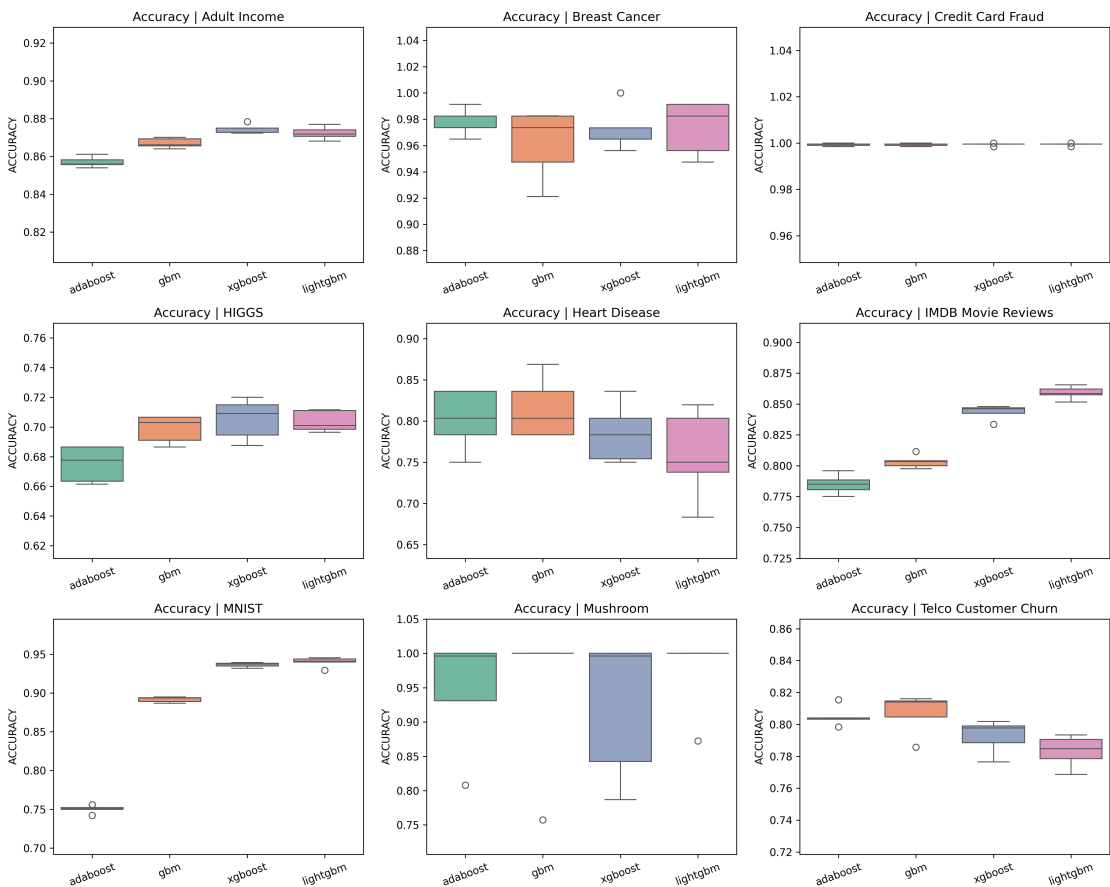 Accuracy | Adult Income
ACCURACY
0.92
0.90
0.88
0.86
0.84
0.82
adaboost
gbm
xgboost
lightgbm
Accuracy | Breast Cancer
ACCURACY
1.04
1.02
1.00
0.98
0.96
0.94
0.92
0.90
0.88
adaboost
gbm
xgboost
lightgbm
Accuracy | Credit Card Fraud
ACCURACY
1.04
1.02
1.00
0.98
0.96
adaboost
gbm
xgboost
lightgbm
Accuracy | HIGGS
ACCURACY
0.76
0.74
0.72
0.70
0.68
0.66
0.64
0.62
adaboost
gbm
xgboost
lightgbm
Accuracy | Heart Disease
ACCURACY
0.90
0.85
0.80
0.75
0.70
0.65
adaboost
gbm
xgboost
lightgbm
Accuracy | IMDB Movie Reviews
ACCURACY
0.900
0.875
0.850
0.825
0.800
0.775
0.750
0.725
adaboost
gbm
xgboost
lightgbm
Accuracy | MNIST
ACCURACY
0.95
0.90
0.85
0.80
0.75
0.70
adaboost
gbm
xgboost
lightgbm
Accuracy | Mushroom
ACCURACY
1.05
1.00
0.95
0.90
0.85
0.80
0.75
adaboost
gbm
xgboost
lightgbm
Accuracy | Telco Customer Churn
ACCURACY
0.86
0.84
0.82
0.80
0.78
0.76
0.74
0.72
adaboost
gbm
xgboost
lightgbm